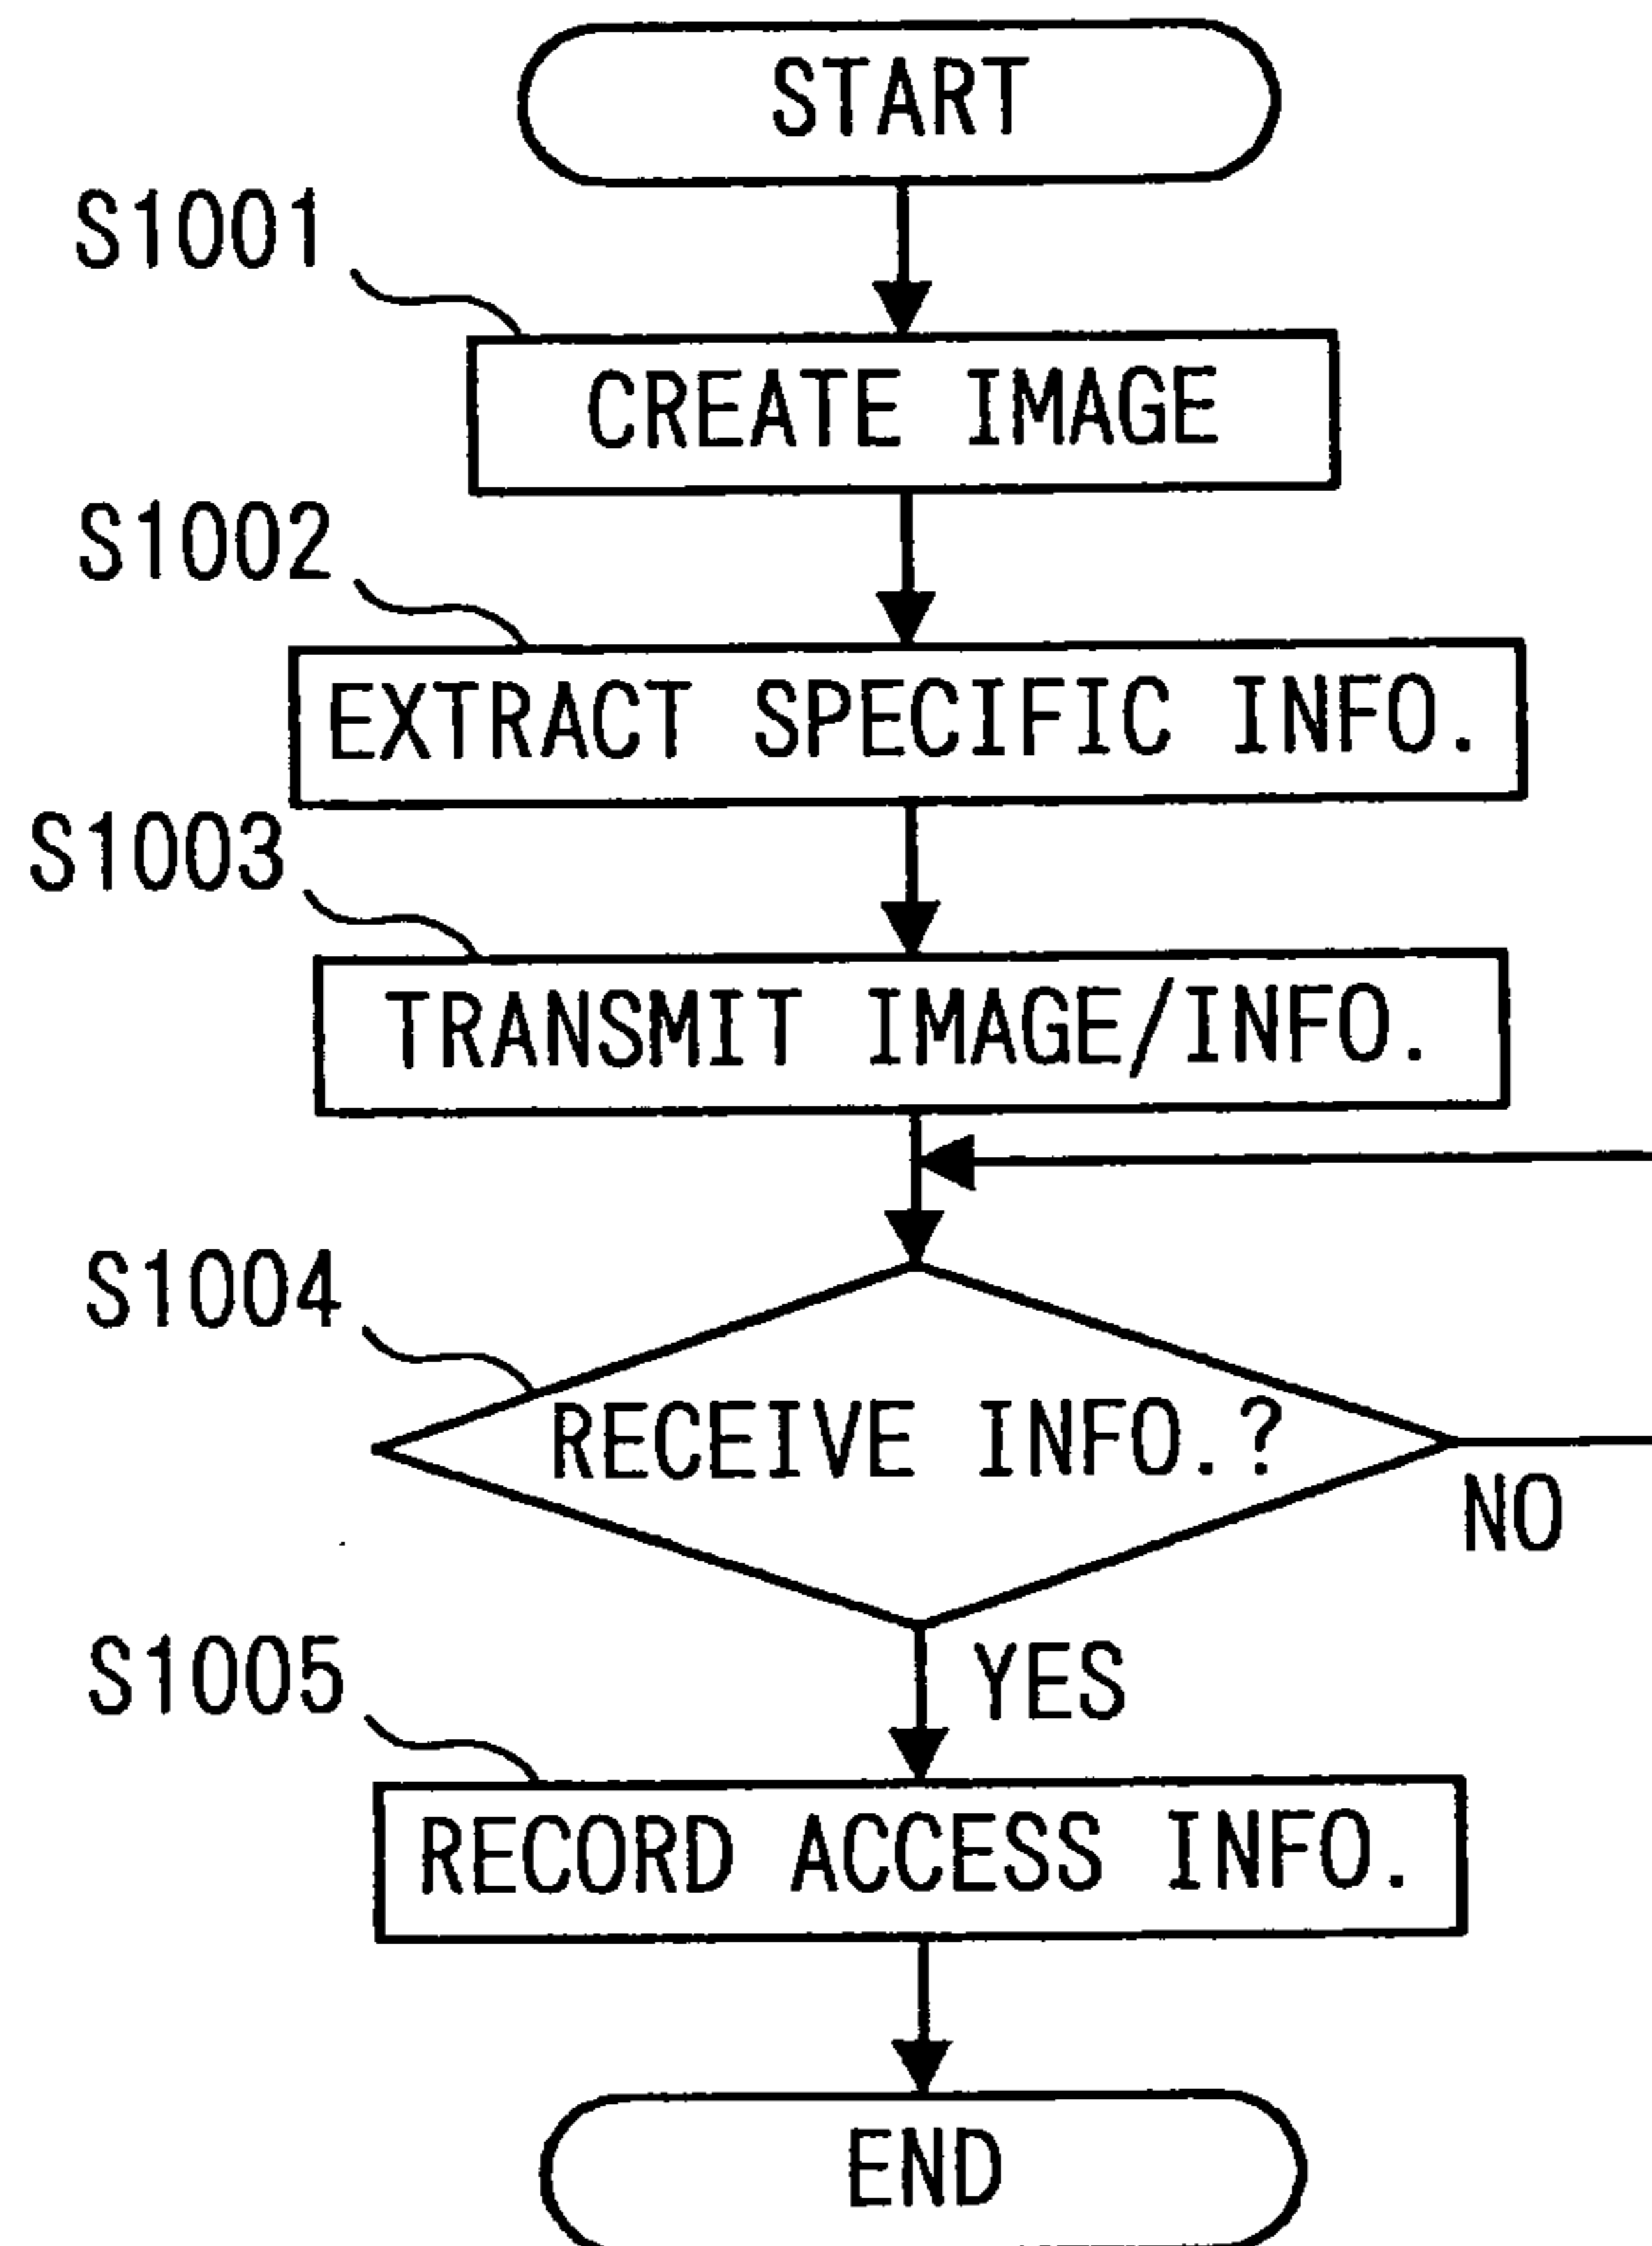 START
S1001
CREATE IMAGE
S1002
EXTRACT SPECIFIC INFO.
S1003
TRANSMIT IMAGE/INFO.
S1004
RECEIVE INFO.?
NO
YES
S1005
RECORD ACCESS INFO.
END